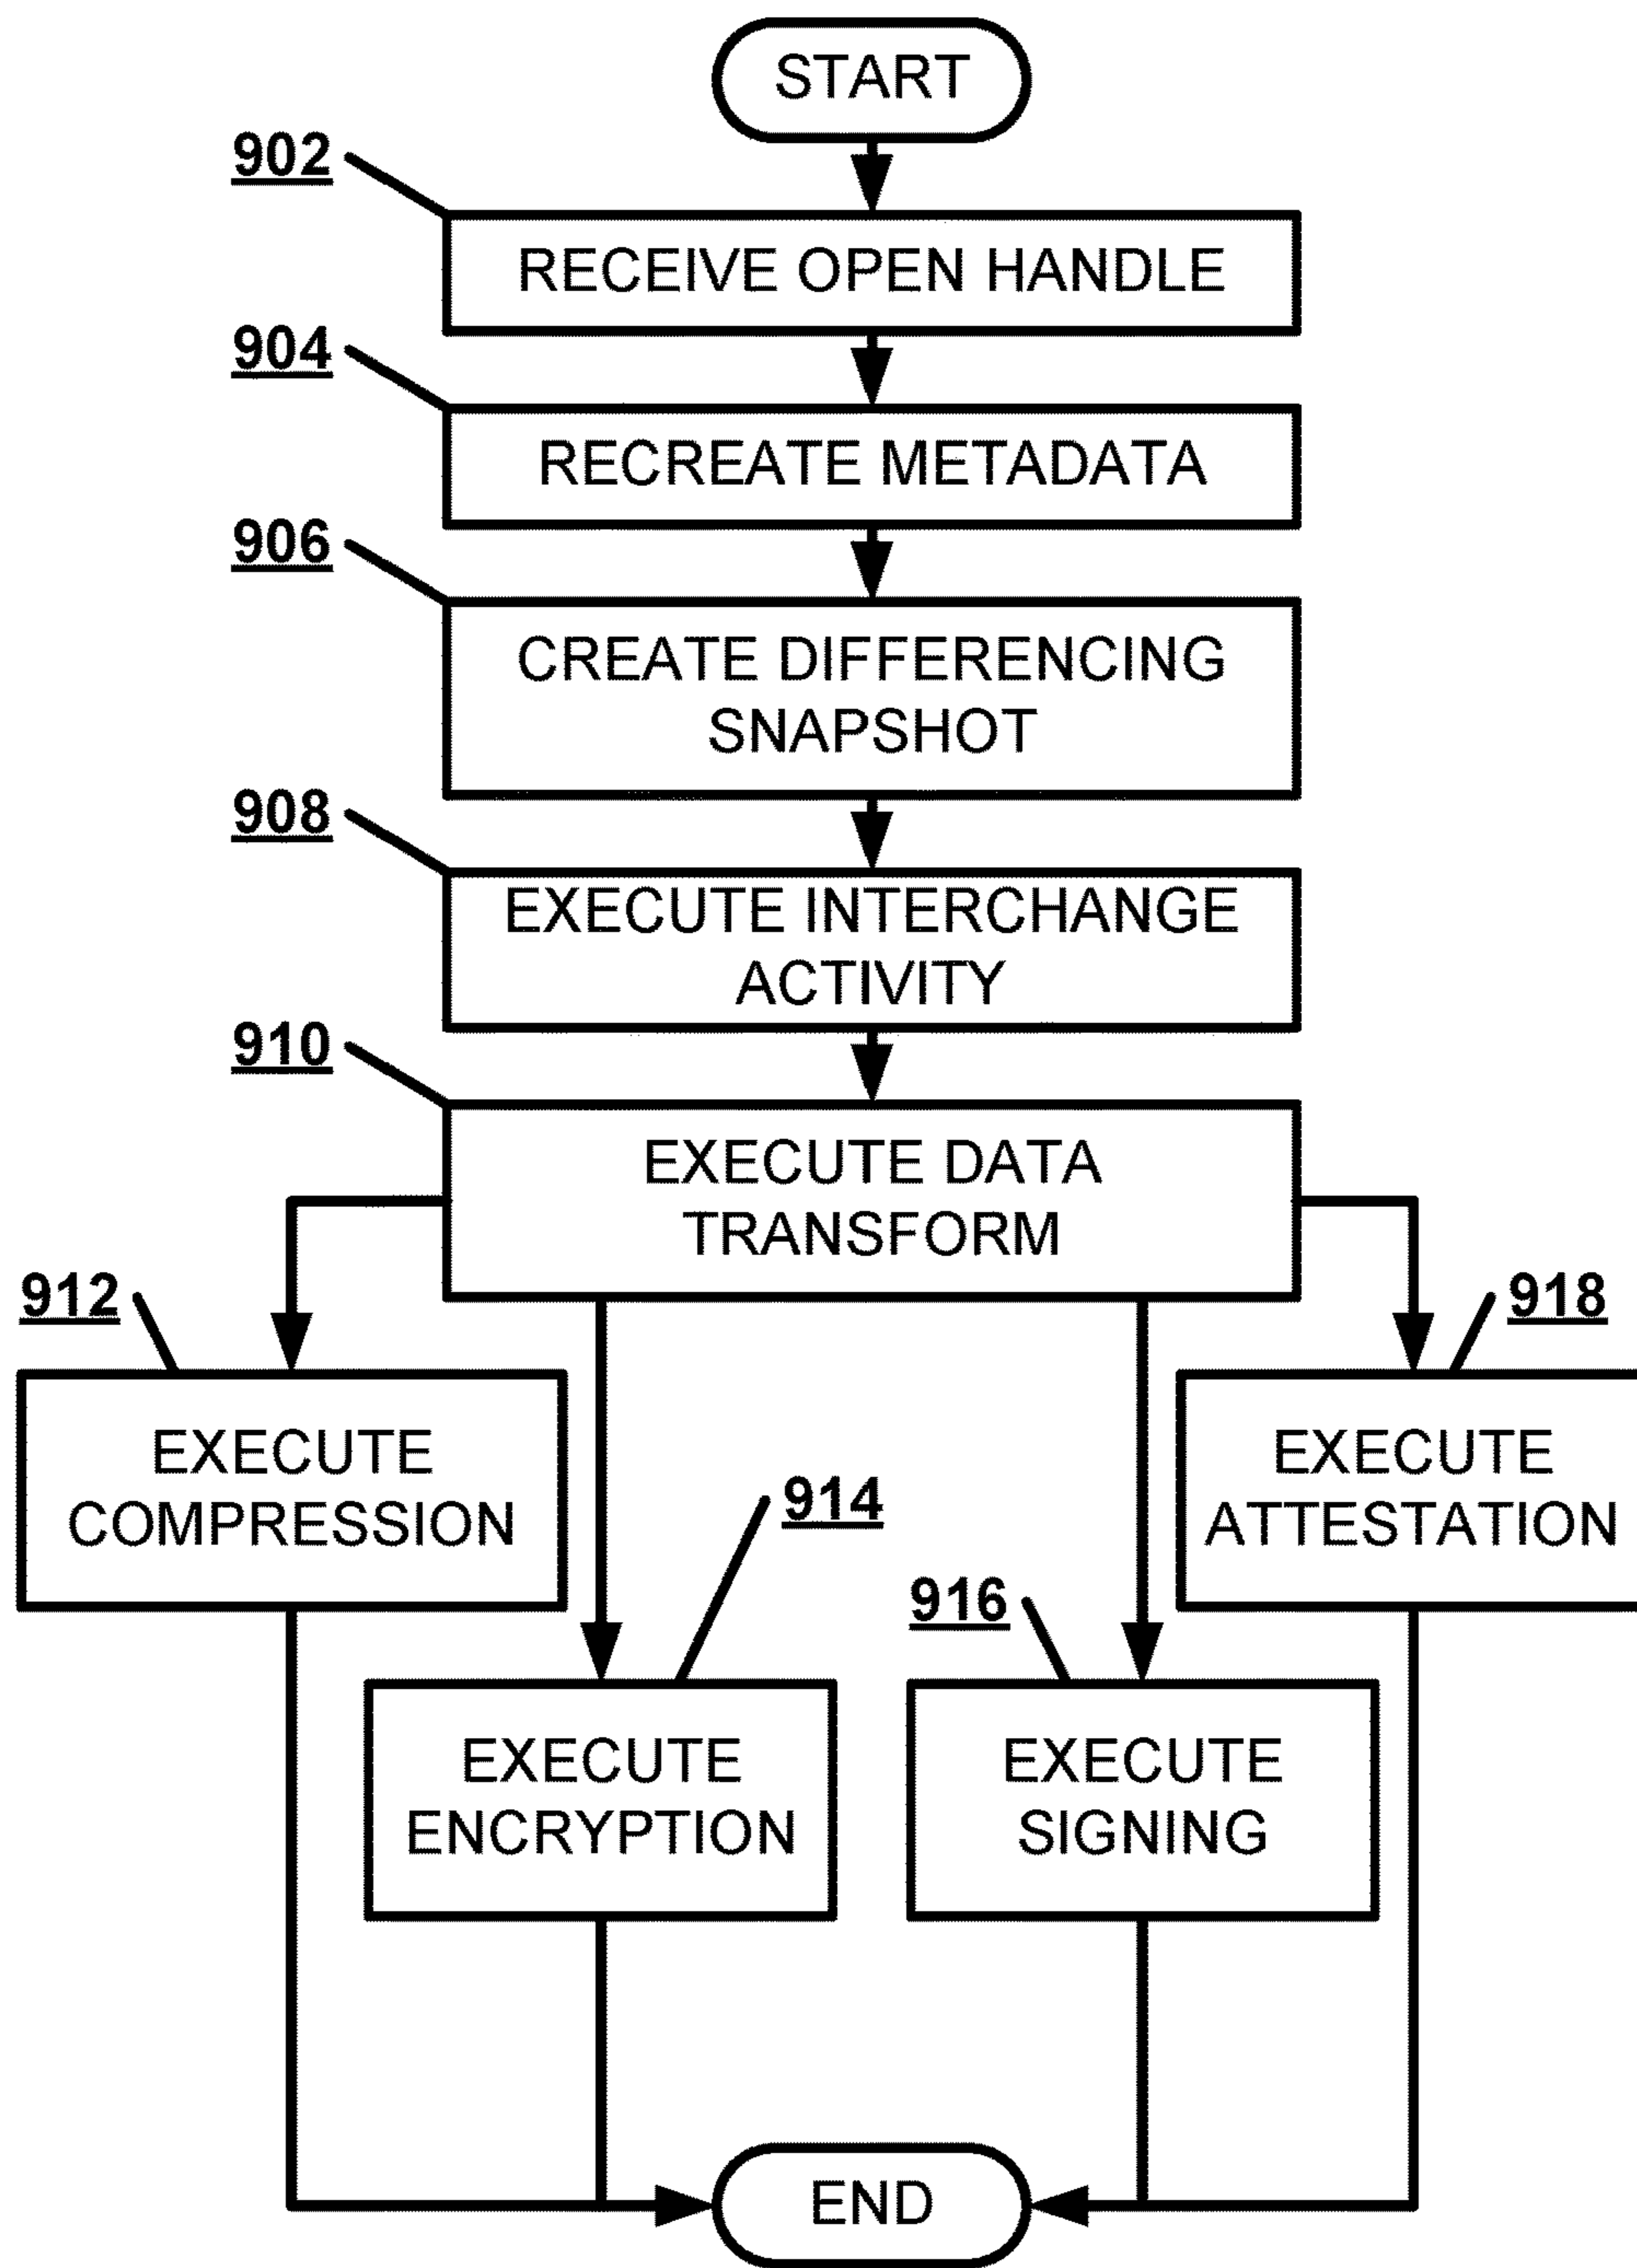 START
902
RECEIVE OPEN HANDLE
904
RECREATE METADATA
906
CREATE DIFFERENCING
SNAPSHOT
908
EXECUTE INTERCHANGE
ACTIVITY
910
EXECUTE DATA
TRANSFORM
912
918
EXECUTE
COMPRESSION
EXECUTE
ATTESTATION
914
916
EXECUTE
ENCRYPTION
EXECUTE
SIGNING
END